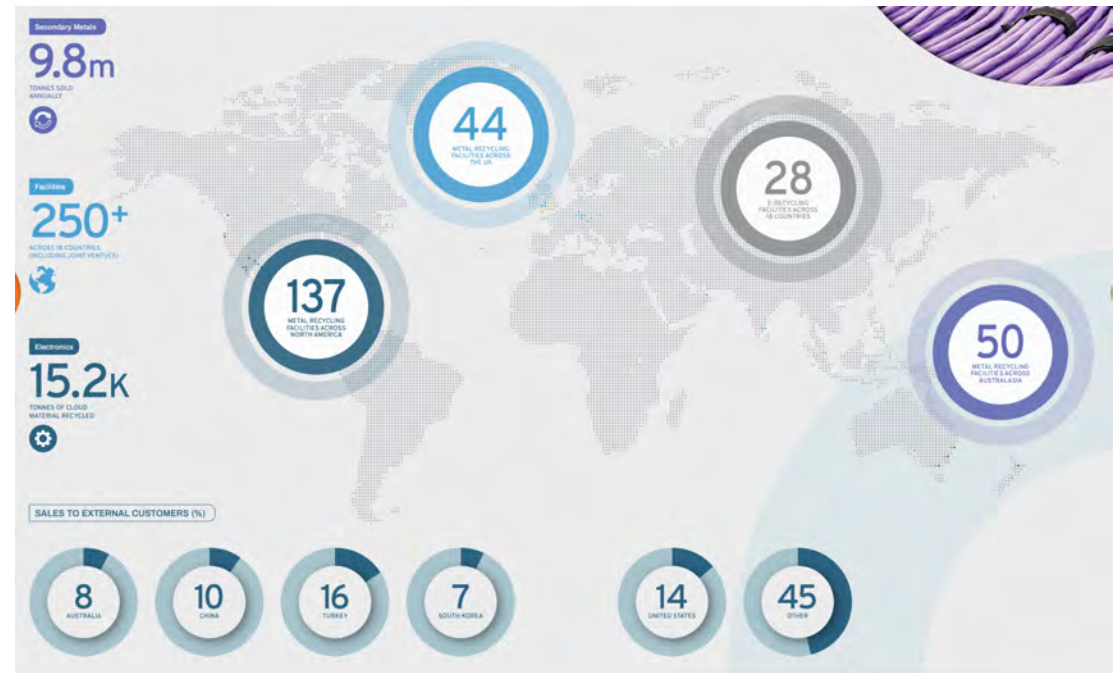 Secondary Metals
9.8m
TONNES SOLD
ANNUALLY
Facilities
250+
ACROSS 18 COUNTRIES
(INCLUDING JOINT VENTUES)
Electronics
15.2K
TONNES OF CLOUD
MATERIAL RECYCLED
44
METAL RECYCLING
FACILITIES ACROSS
THE UK
28
E-RECYCLING
FACILITIES ACROSS
18 COUNTRIES
137
METAL RECYCLING
FACILITIES ACROSS
NORTH AMERICA
50
METAL RECYCLING
FACILITIES ACROSS
AUSTRALASIA
SALES TO EXTERNAL CUSTOMERS (%)
8
AUSTRALIA
10
CHINA
16
TURKEY
7
SOUTH KOREA
14
UNITED STATES
45
OTHER